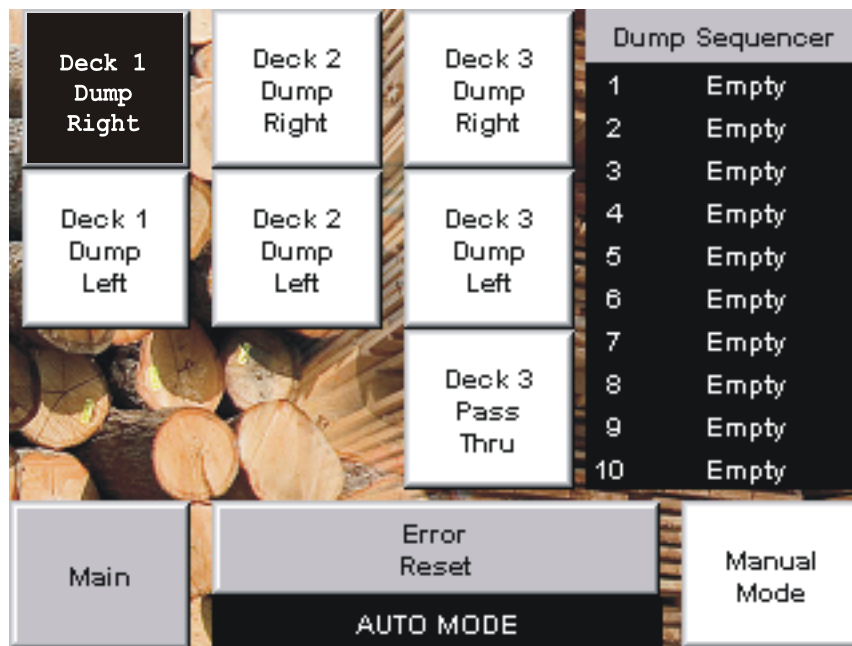 Deck 1
Dump
Right
Deck 2
Dump
Right
Deck 3
Dump
Right
Deck 1
Dump
Left
Deck 2
Dump
Left
Deck 3
Dump
Left
Deck 3
Pass
Thru
Dump Sequencer
1 Empty
2 Empty
3 Empty
4 Empty
5 Empty
6 Empty
7 Empty
8 Empty
9 Empty
10 Empty
Main
Error
Reset
AUTO MODE
Manual
Mode